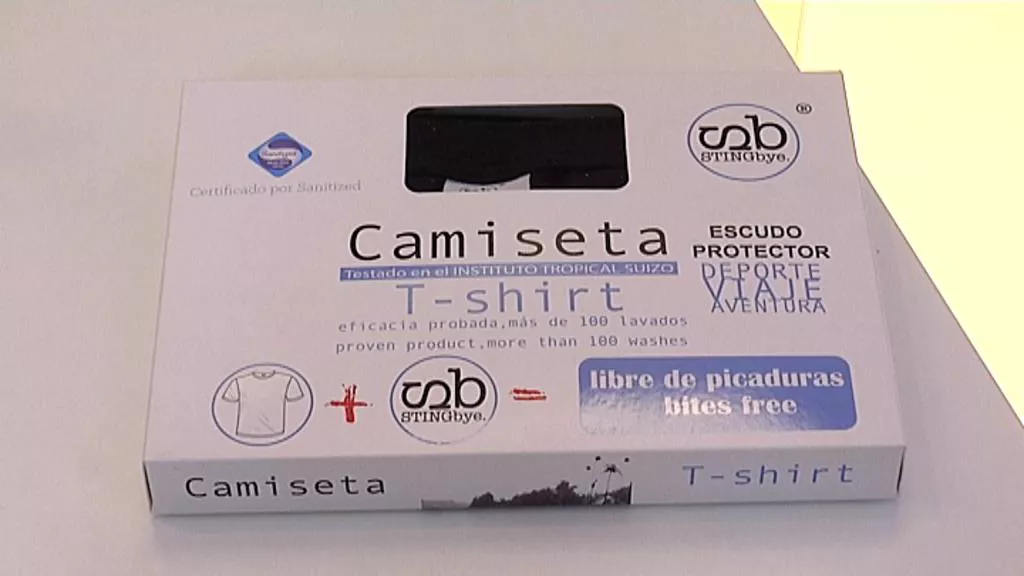 Sanitized
Certificado por Sanitized
Sb
STINGbye.
®
Camiseta
Testado en el INSTITUTO TROPICAL SUIZO
T-shirt
eficacia probada,más de 100 lavados
proven product,more than 100 washes
ESCUDO
PROTECTOR
DEPORTE
VIAJE
AVENTURA
+
Sb
STINGbye.
=
libre de picaduras
bites free
Camiseta
T-shirt